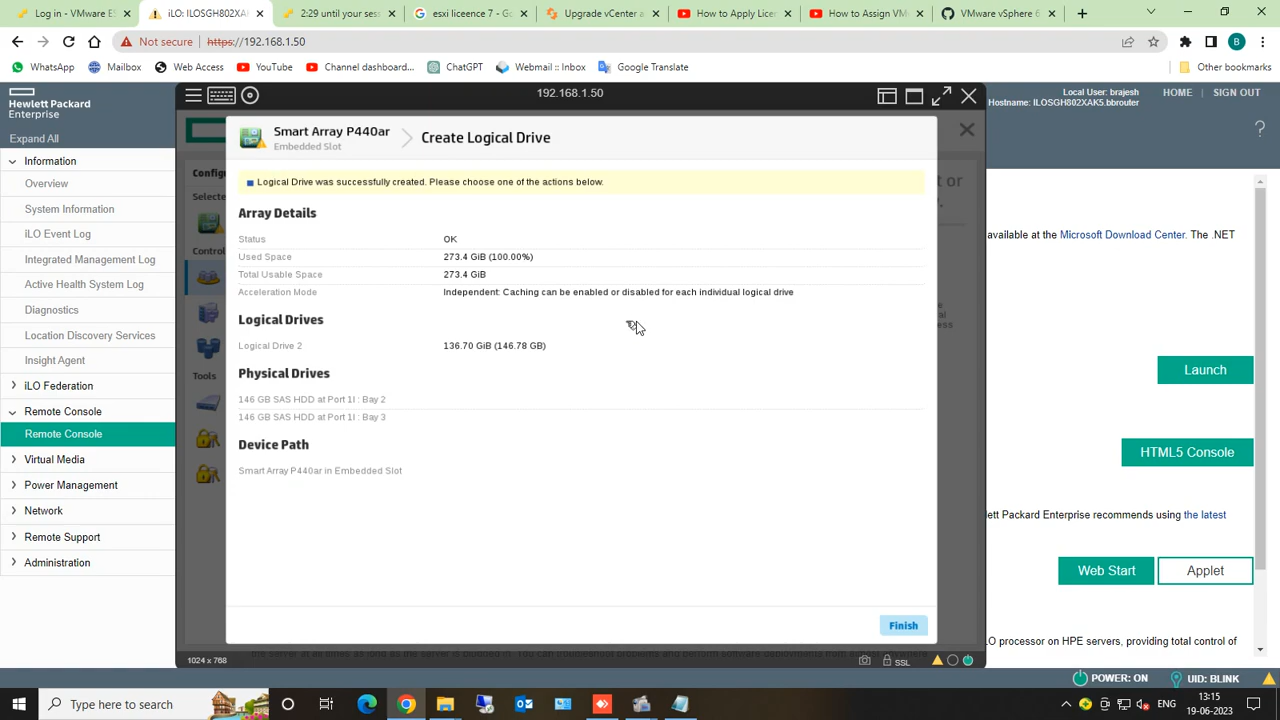 Log in - VMware ES
iLO: ILOSGH802XAK
2:29 until your ses
esxi licence 7 - Go
Upgrade vCenter a
How to Apply Lice
How to Assign VM
VMware vSphere 6
Not secure
https://192.168.1.50
WhatsApp
Mailbox
Web Access
YouTube
Channel dashboard...
ChatGPT
Webmail :: Inbox
Google Translate
Other bookmarks
Hewlett Packard
Enterprise
192.168.1.50
Local User: brajesh
Hostname: ILOSGH802XAK5.bbrouter
HOME
SIGN OUT
Expand All
Information
Overview
System Information
iLO Event Log
Integrated Management Log
Active Health System Log
Diagnostics
Location Discovery Services
Insight Agent
iLO Federation
Remote Console
Remote Console
Virtual Media
Power Management
Network
Remote Support
Administration
Smart Array P440ar
Embedded Slot
Create Logical Drive
Config
Selecte
Control
Tools
Logical Drive was successfully created. Please choose one of the actions below.
Array Details
Status OK
Used Space 273.4 GiB (100.00%)
Total Usable Space 273.4 GiB
Acceleration Mode Independent: Caching can be enabled or disabled for each individual logical drive
Logical Drives
Logical Drive 2 136.70 GiB (146.78 GB)
Physical Drives
146 GB SAS HDD at Port 1I : Bay 2
146 GB SAS HDD at Port 1I : Bay 3
Device Path
Smart Array P440ar in Embedded Slot
Finish
1024 x 768
SSL
available at the Microsoft Download Center. The .NET
Launch
HTML5 Console
lett Packard Enterprise recommends using the latest
Web Start
Applet
O processor on HPE servers, providing total control of
POWER: ON
UID: BLINK
Type here to search
ENG
13:15
19-06-2023